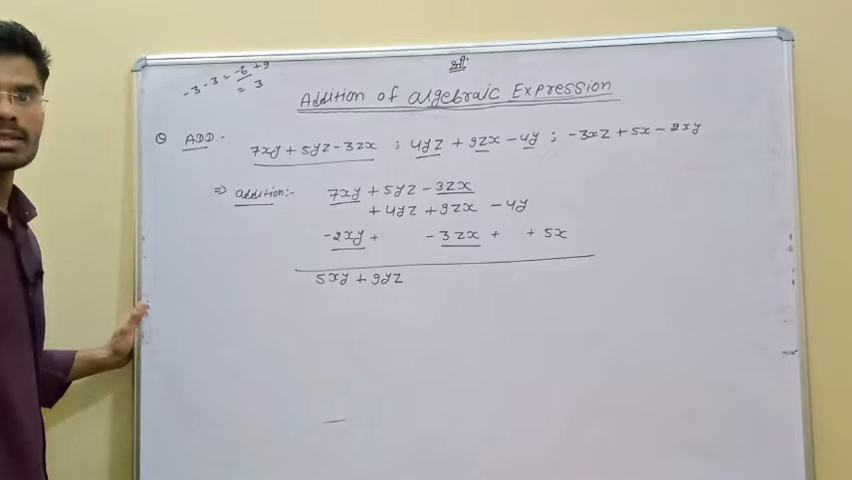 श्री
-3-3 = -6 +9
= 3
Addition of algebraic Expression
Q ADD -
7xy + 5yz - 3zx ; 4yz + 9zx - 4y ; -3xz + 5x - 2xy
⇒ addition:- 7xy + 5yz - 3zx
+ 4yz + 9zx - 4y
-2xy + - 3zx + + 5x
5xy + 9yz